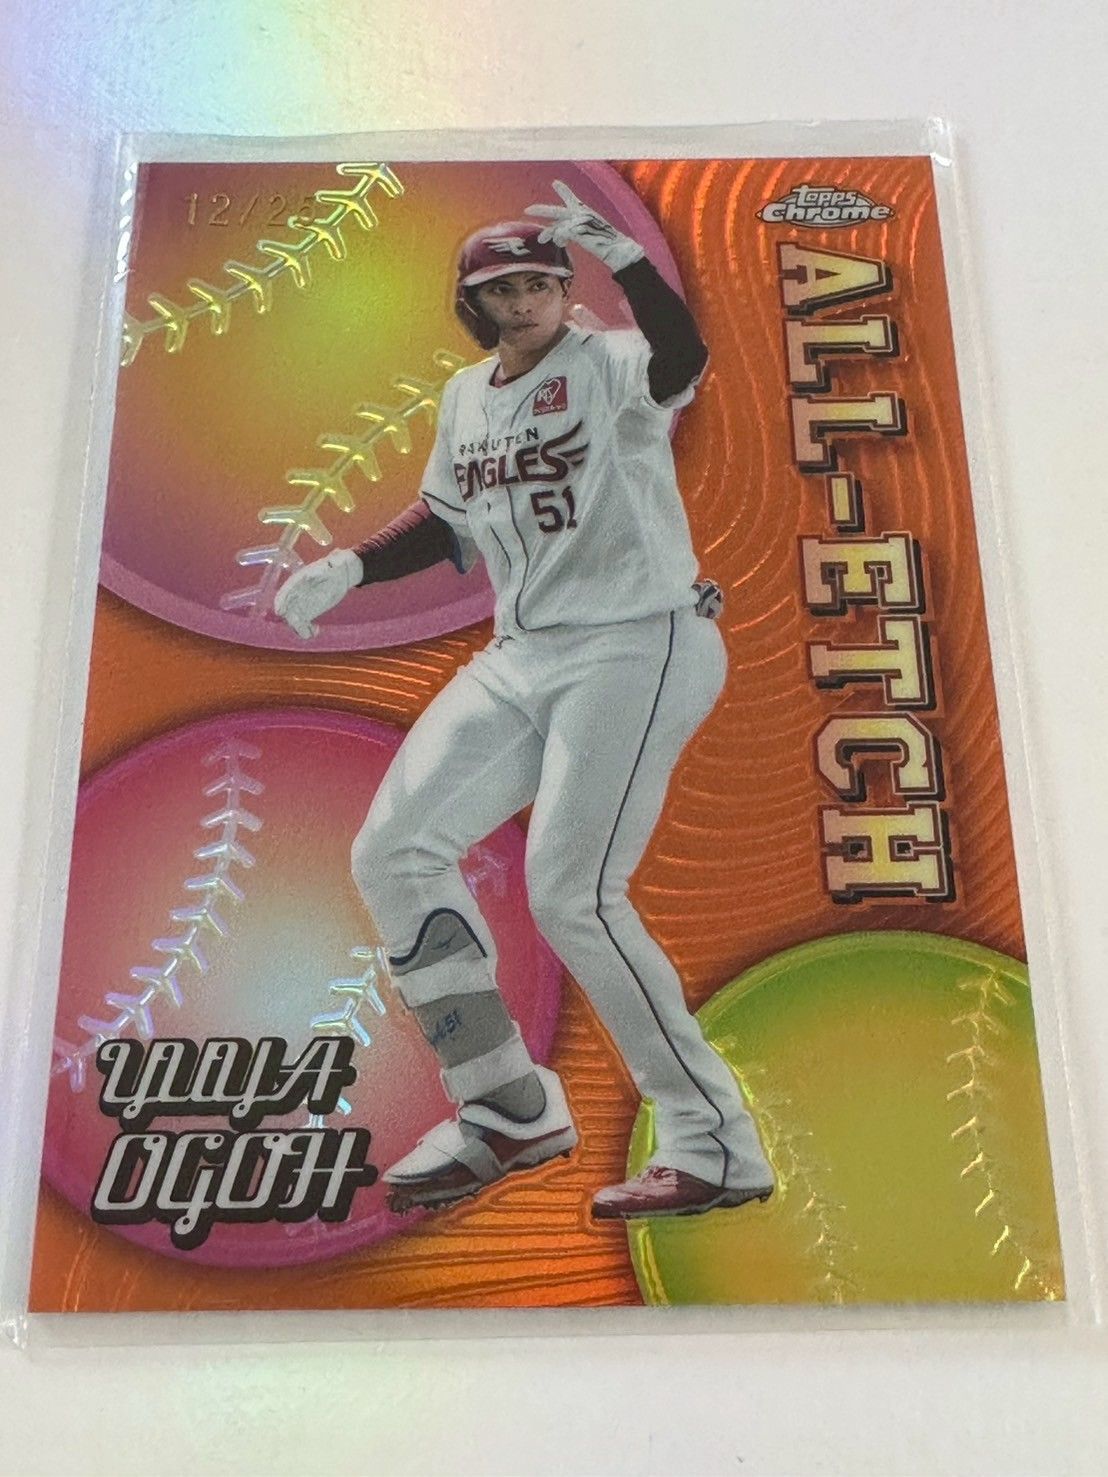 12/25
Topps
Chrome
ALL-ETCH
RAKUTEN
EAGLES
51
YUYA
OGOH